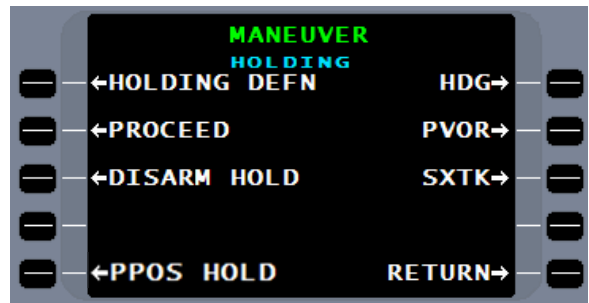 MANEUVER
HOLDING
←HOLDING DEFN HDG→
←PROCEED PVOR→
←DISARM HOLD SXTK→
←PPOS HOLD RETURN→